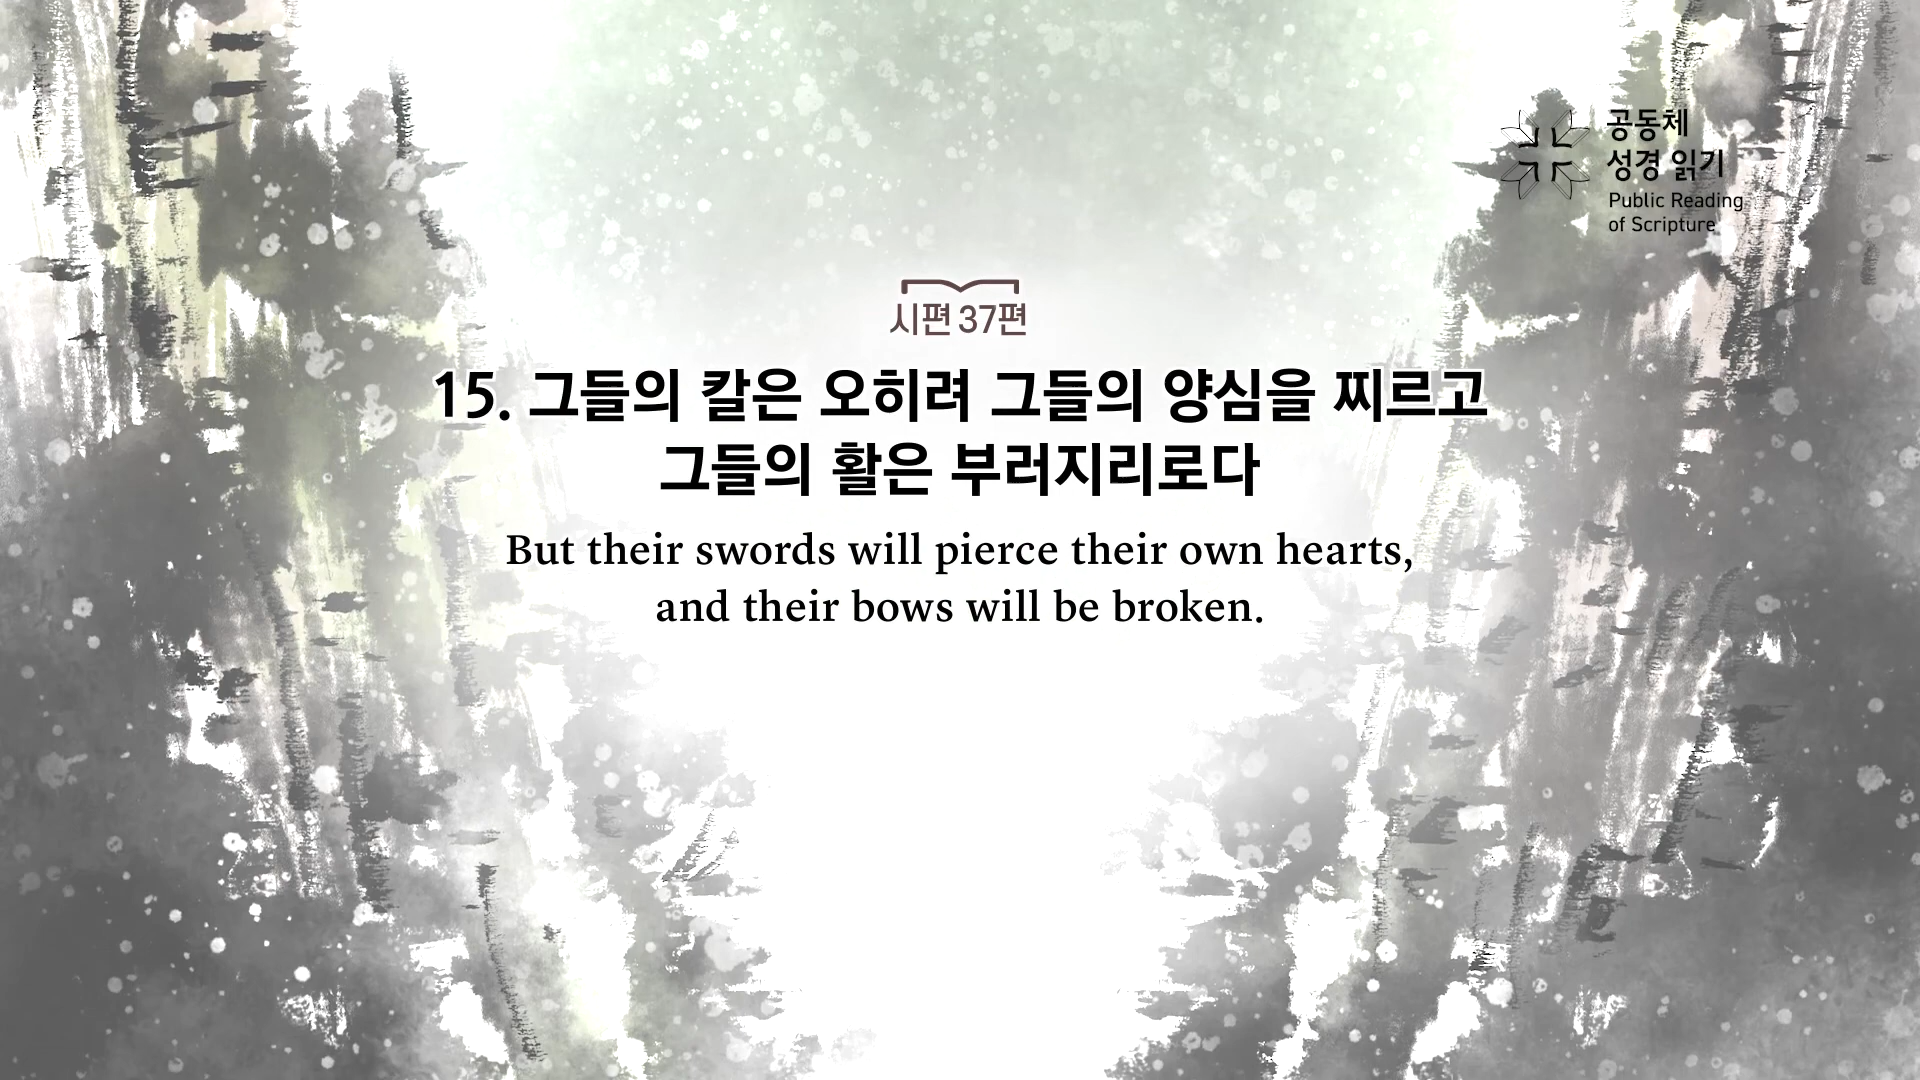 공동체
성경 읽기
Public Reading
of Scripture
시편 37편
15. 그들의 칼은 오히려 그들의 양심을 찌르고
그들의 활은 부러지리로다
But their swords will pierce their own hearts,
and their bows will be broken.